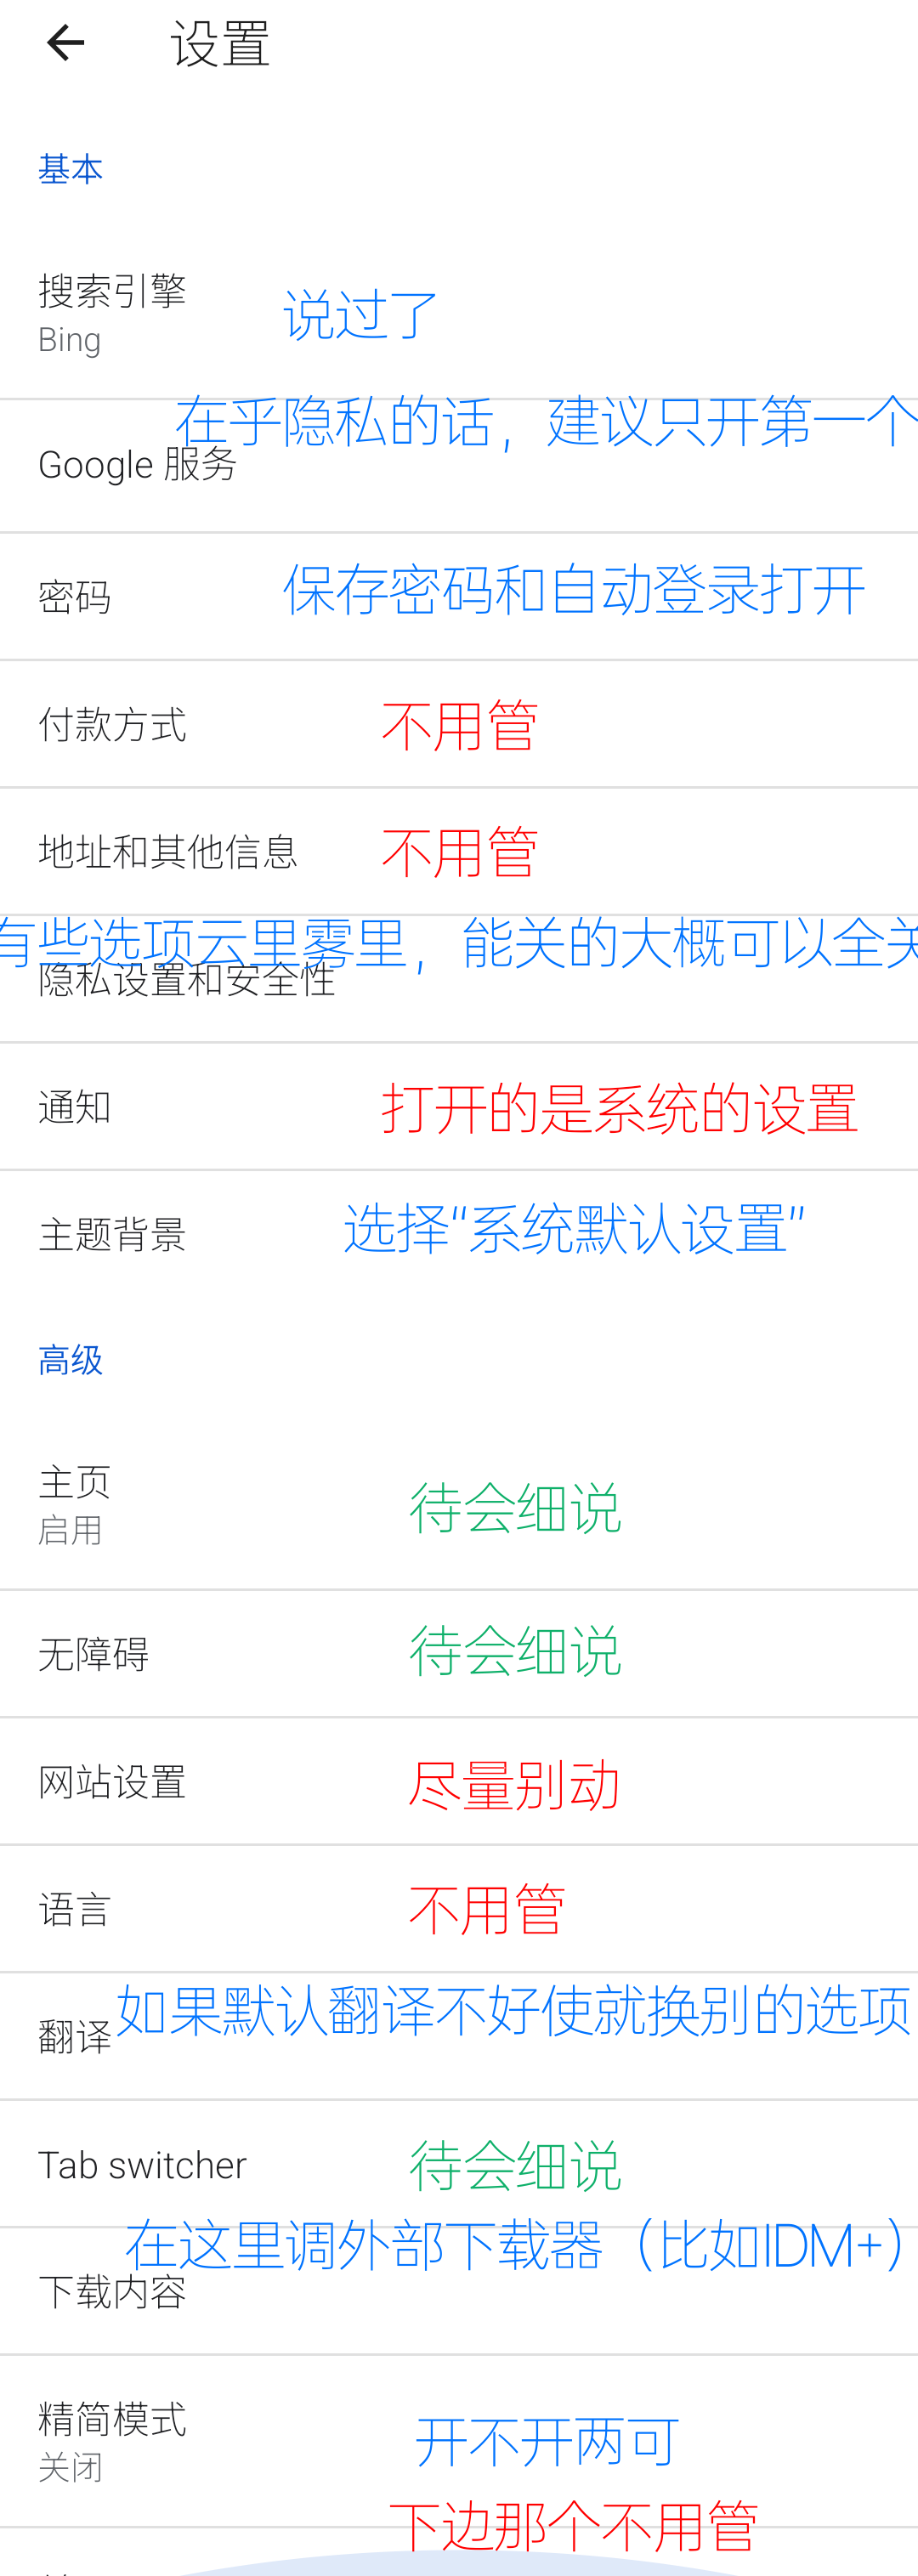 设置
基本
搜索引擎
说过了
Bing
在乎隐私的话，建议只开第一个
Google 服务
密码
保存密码和自动登录打开
付款方式
不用管
地址和其他信息
不用管
有些选项云里雾里，能关的大概可以全关
隐私设置和安全性
通知
打开的是系统的设置
主题背景
选择“系统默认设置”
高级
主页
待会细说
启用
无障碍
待会细说
网站设置
尽量别动
语言
不用管
如果默认翻译不好使就换别的选项
翻译
Tab switcher
待会细说
在这里调外部下载器（比如IDM+）
下载内容
精简模式
开不开两可
关闭
下边那个不用管